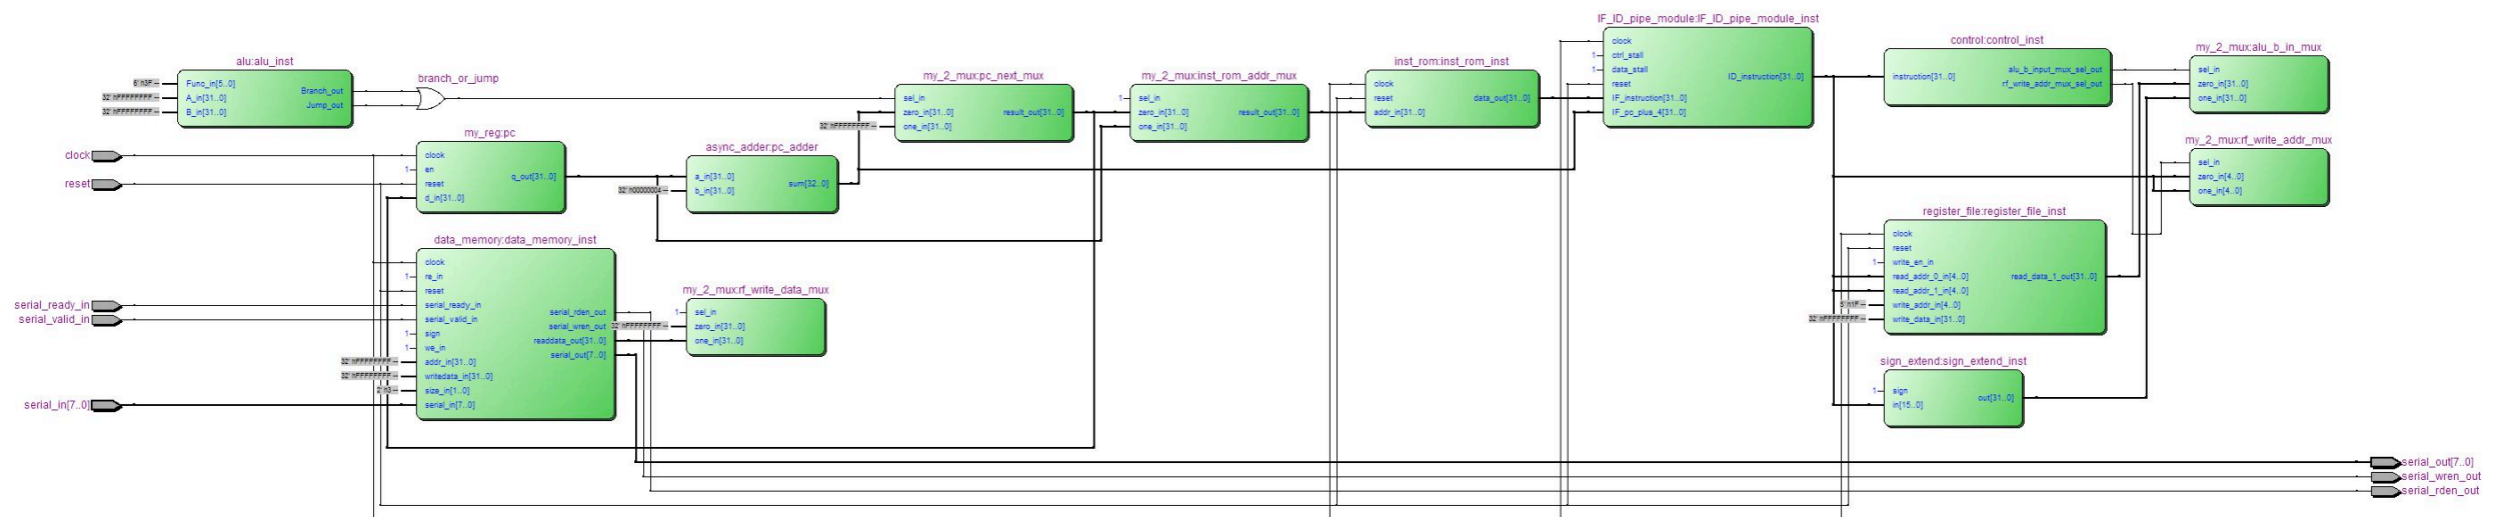 alu:alu_inst
6' h3F
Func_in[5..0]
32' hFFFFFFFF
A_in[31..0]
32' hFFFFFFFF
B_in[31..0]
Branch_out
Jump_out
branch_or_jump
clock
reset
serial_ready_in
serial_valid_in
serial_in[7..0]
my_reg:pc
clock
1 en
reset
d_in[31..0]
q_out[31..0]
async_adder:pc_adder
a_in[31..0]
32' h00000004
b_in[31..0]
sum[32..0]
data_memory:data_memory_inst
clock
1 re_in
reset
serial_ready_in
serial_valid_in
1 sign
1 we_in
32' hFFFFFFFF
addr_in[31..0]
32' hFFFFFFFF
writedata_in[31..0]
2' h3
size_in[1..0]
serial_in[7..0]
serial_rden_out
serial_wren_out
readdata_out[31..0]
serial_out[7..0]
my_2_mux:rf_write_data_mux
1 sel_in
32' hFFFFFFFF
zero_in[31..0]
one_in[31..0]
my_2_mux:pc_next_mux
sel_in
zero_in[31..0]
32' hFFFFFFFF
one_in[31..0]
result_out[31..0]
my_2_mux:inst_rom_addr_mux
1 sel_in
zero_in[31..0]
one_in[31..0]
result_out[31..0]
inst_rom:inst_rom_inst
clock
reset
addr_in[31..0]
data_out[31..0]
IF_ID_pipe_module:IF_ID_pipe_module_inst
clock
1 ctrl_stall
1 data_stall
reset
IF_instruction[31..0]
IF_pc_plus_4[31..0]
ID_instruction[31..0]
control:control_inst
instruction[31..0]
alu_b_input_mux_sel_out
rf_write_addr_mux_sel_out
my_2_mux:alu_b_in_mux
sel_in
zero_in[31..0]
one_in[31..0]
my_2_mux:rf_write_addr_mux
sel_in
zero_in[4..0]
one_in[4..0]
register_file:register_file_inst
clock
reset
1 write_en_in
read_addr_0_in[4..0]
read_addr_1_in[4..0]
5' h1F
write_addr_in[4..0]
32' hFFFFFFFF
write_data_in[31..0]
read_data_1_out[31..0]
sign_extend:sign_extend_inst
1 sign
in[15..0]
out[31..0]
serial_out[7..0]
serial_wren_out
serial_rden_out